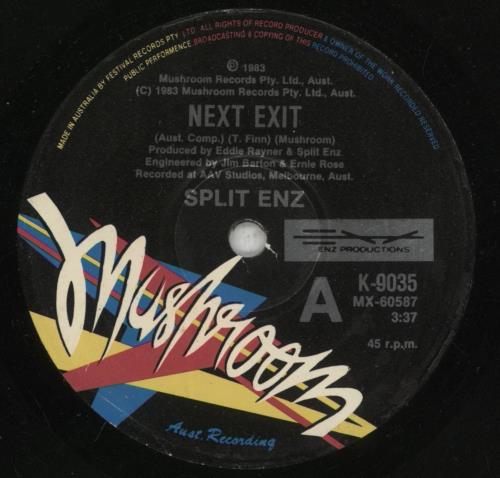 MADE IN AUSTRALIA BY FESTIVAL RECORDS PTY. LTD. ALL RIGHTS OF RECORD PRODUCER & OWNER OF THE WORK RECORDED RESERVED
PUBLIC PERFORMENCE, BROADCASTING & COPYING OF THIS RECORD PROHIBITED
℗ 1983
Mushroom Records Pty. Ltd., Aust.
(C) 1983 Mushroom Records Pty. Ltd., Aust.
NEXT EXIT
(Aust. Comp.) (T. Finn) (Mushroom)
Produced by Eddie Rayner & Split Enz
Engineered by Jim Barton & Ernie Rose
Recorded at AAV Studios, Melbourne, Aust.
SPLIT ENZ
ENZ PRODUCTIONS
A
K-9035
MX-60587
3:37
45 r.p.m.
Mushroom
Aust. Recording